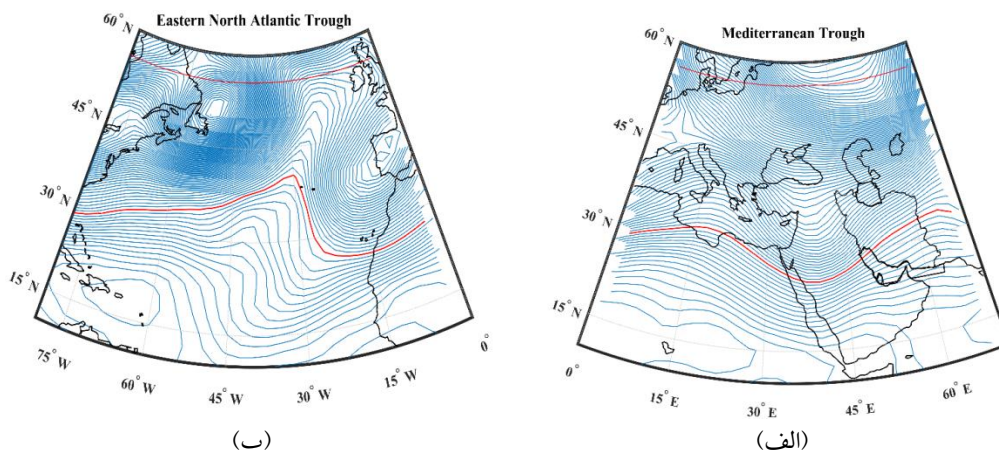 Eastern North Atlantic Trough
60°N
45°N
30°N
15°N
75°W
60°W
45°W
30°W
15°W
0°
(ب)
Mediterranean Trough
60°N
45°N
30°N
15°N
0°
15°E
30°E
45°E
60°E
(الف)